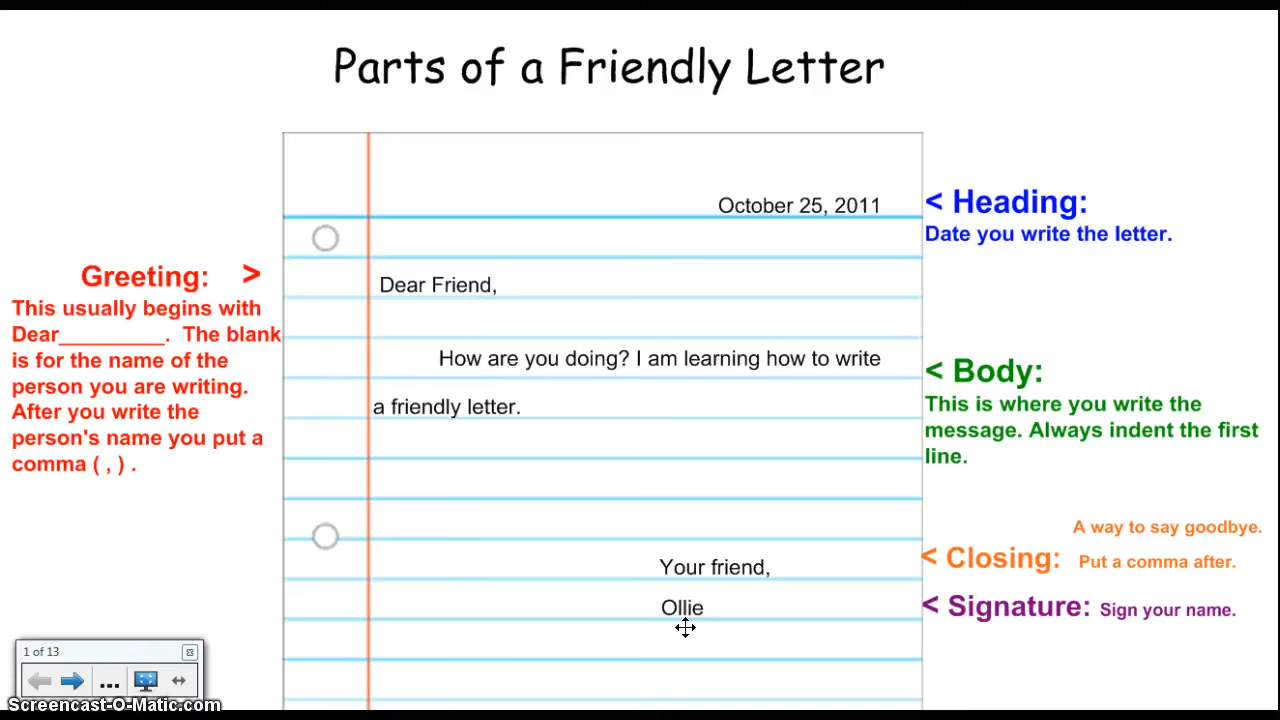 Parts of a Friendly Letter
October 25, 2011
< Heading:
Date you write the letter.
Greeting: >
This usually begins with
Dear_________. The blank
is for the name of the
person you are writing.
After you write the
person's name you put a
comma ( , ) .
Dear Friend,
How are you doing? I am learning how to write
a friendly letter.
< Body:
This is where you write the
message. Always indent the first
line.
Your friend,
A way to say goodbye.
< Closing: Put a comma after.
Ollie
< Signature: Sign your name.
1 of 13
...
Screencast-O-Matic.com